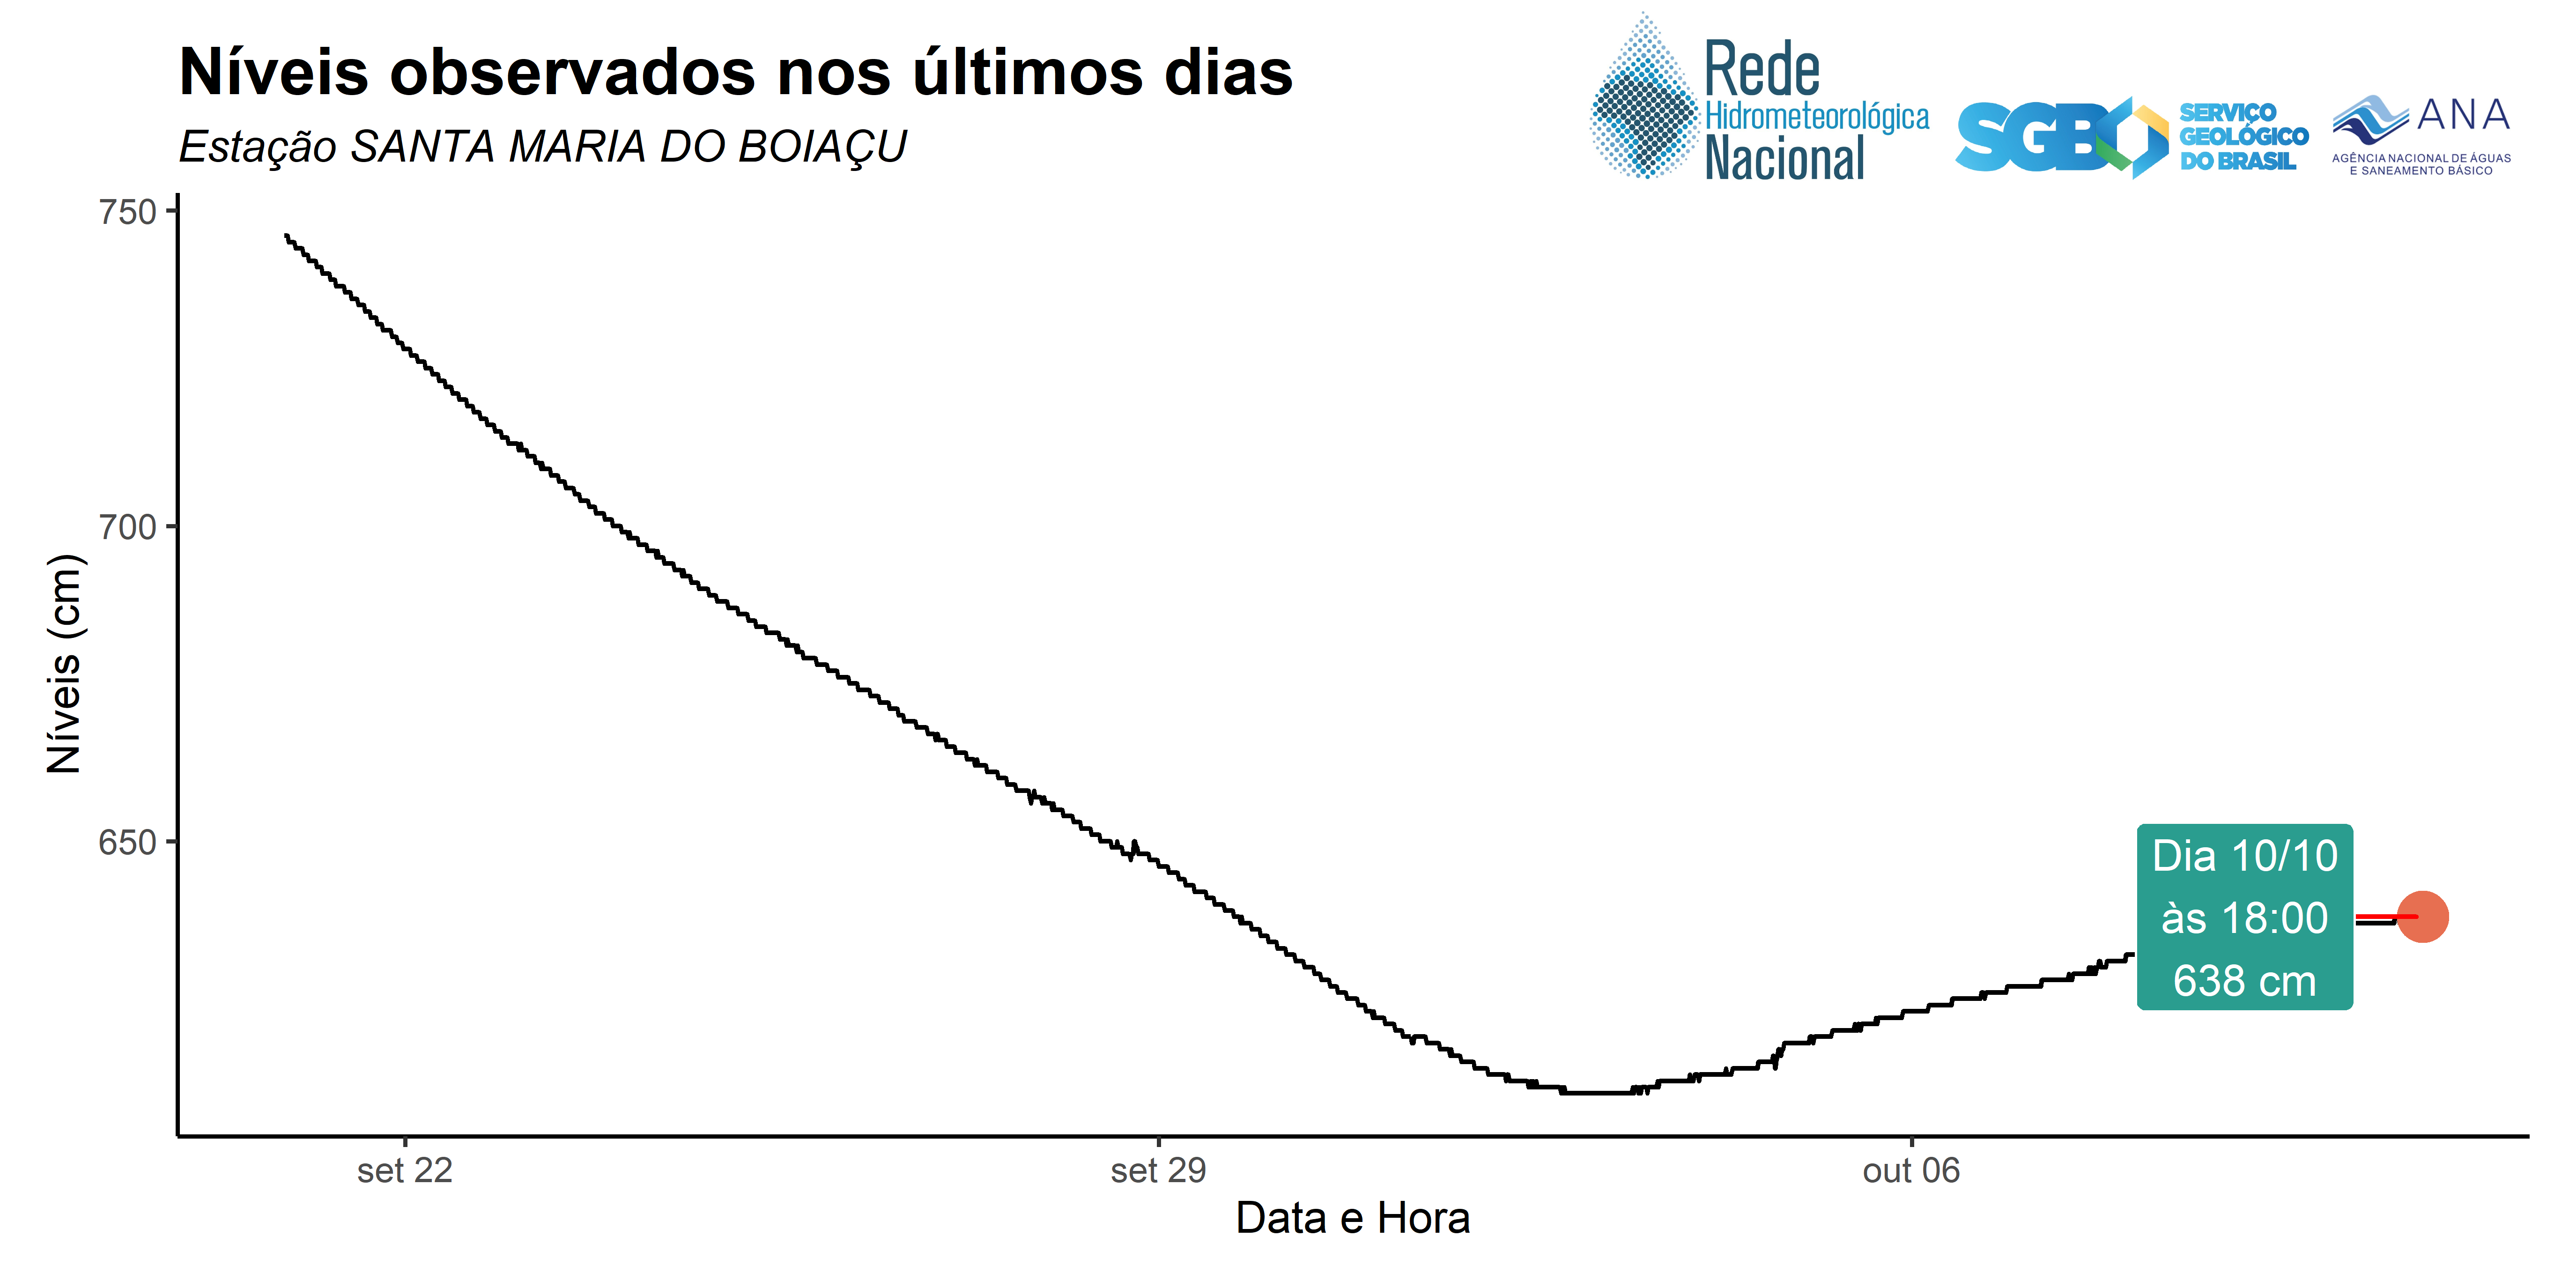 Níveis observados nos últimos dias
Estação SANTA MARIA DO BOIAÇU
Rede
Hidrometeorológica
Nacional
SGB
SERVIÇO
GEOLÓGICO
DO BRASIL
ANA
AGÊNCIA NACIONAL DE ÁGUAS
E SANEAMENTO BÁSICO
750
700
650
Níveis (cm)
Dia 10/10
às 18:00
638 cm
set 22
set 29
out 06
Data e Hora